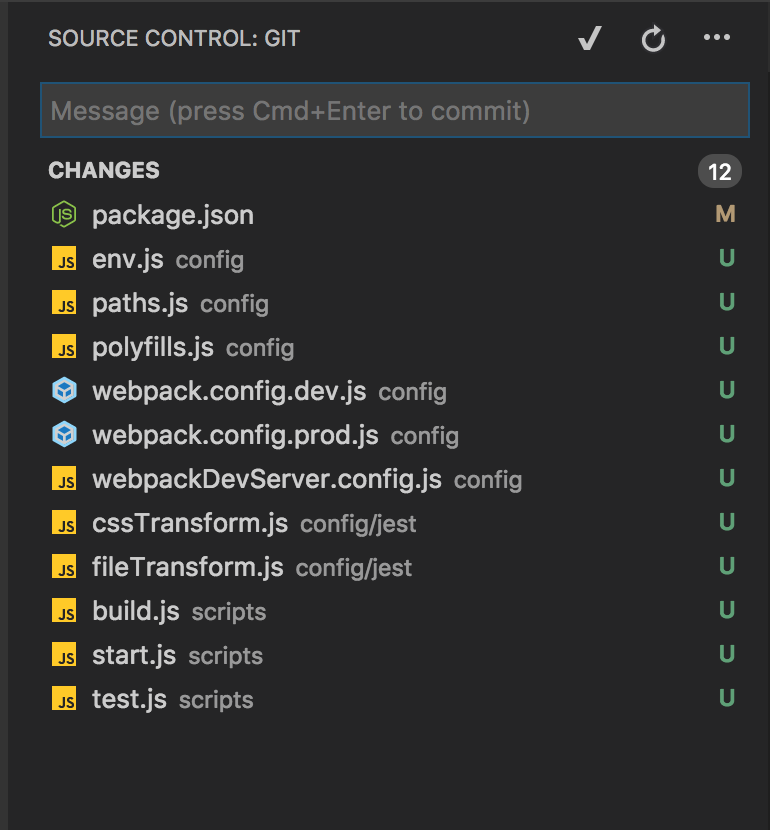 SOURCE CONTROL: GIT
Message (press Cmd+Enter to commit)
CHANGES 12
JS package.json M
JS env.js config U
JS paths.js config U
JS polyfills.js config U
webpack.config.dev.js config U
webpack.config.prod.js config U
JS webpackDevServer.config.js config U
JS cssTransform.js config/jest U
JS fileTransform.js config/jest U
JS build.js scripts U
JS start.js scripts U
JS test.js scripts U